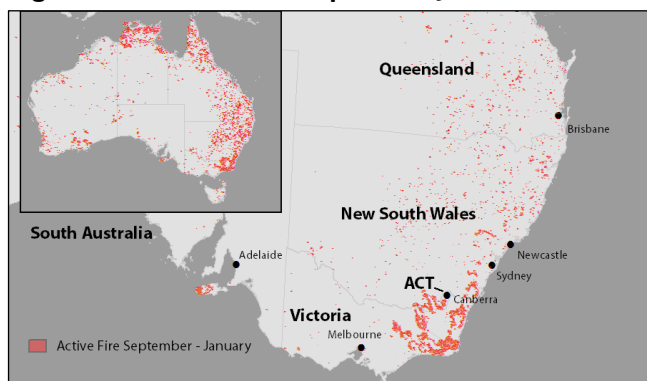 Queensland
Brisbane
New South Wales
South Australia
Adelaide
Newcastle
Sydney
ACT
Canberra
Victoria
Melbourne
Active Fire September - January